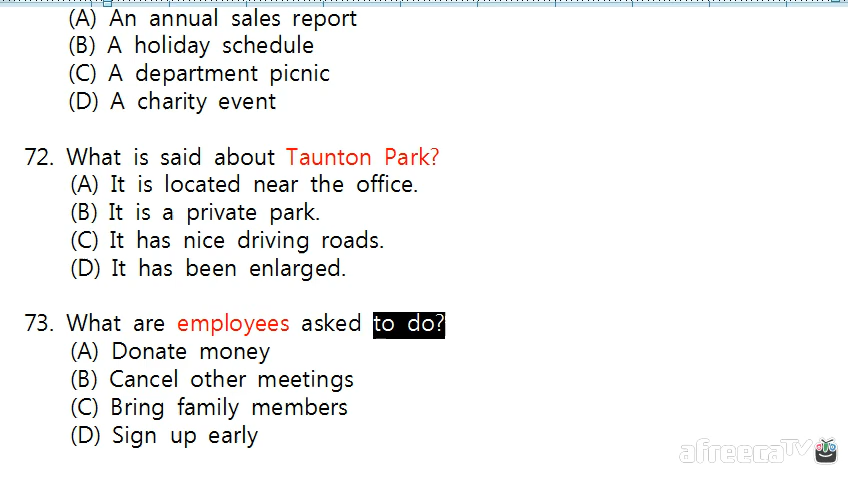 (A) An annual sales report
(B) A holiday schedule
(C) A department picnic
(D) A charity event
72. What is said about Taunton Park?
(A) It is located near the office.
(B) It is a private park.
(C) It has nice driving roads.
(D) It has been enlarged.
73. What are employees asked to do?
(A) Donate money
(B) Cancel other meetings
(C) Bring family members
(D) Sign up early
afreecaTV